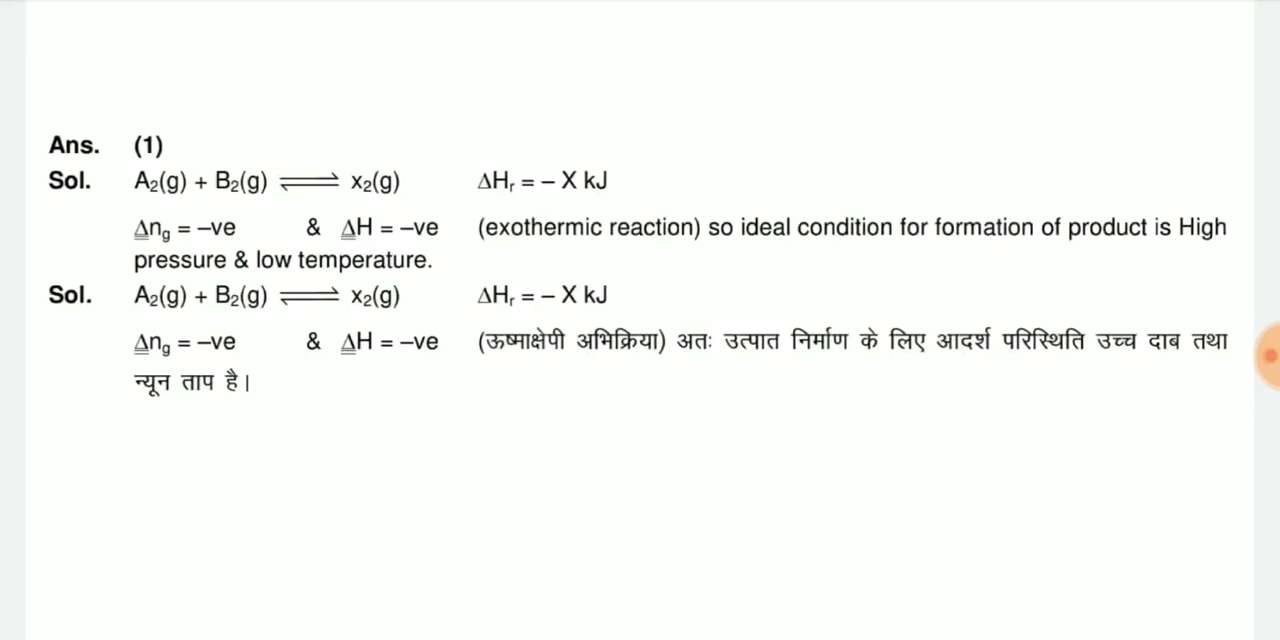 Ans. (1)
Sol. A₂(g) + B₂(g) ⇌ x₂(g) ΔHᵣ = – X kJ
Δn_g = –ve & ΔH = –ve (exothermic reaction) so ideal condition for formation of product is High
pressure & low temperature.
Sol. A₂(g) + B₂(g) ⇌ x₂(g) ΔHᵣ = – X kJ
Δn_g = –ve & ΔH = –ve (ऊष्माक्षेपी अभिक्रिया) अतः उत्पात निर्माण के लिए आदर्श परिस्थिति उच्च दाब तथा
न्यून ताप है।